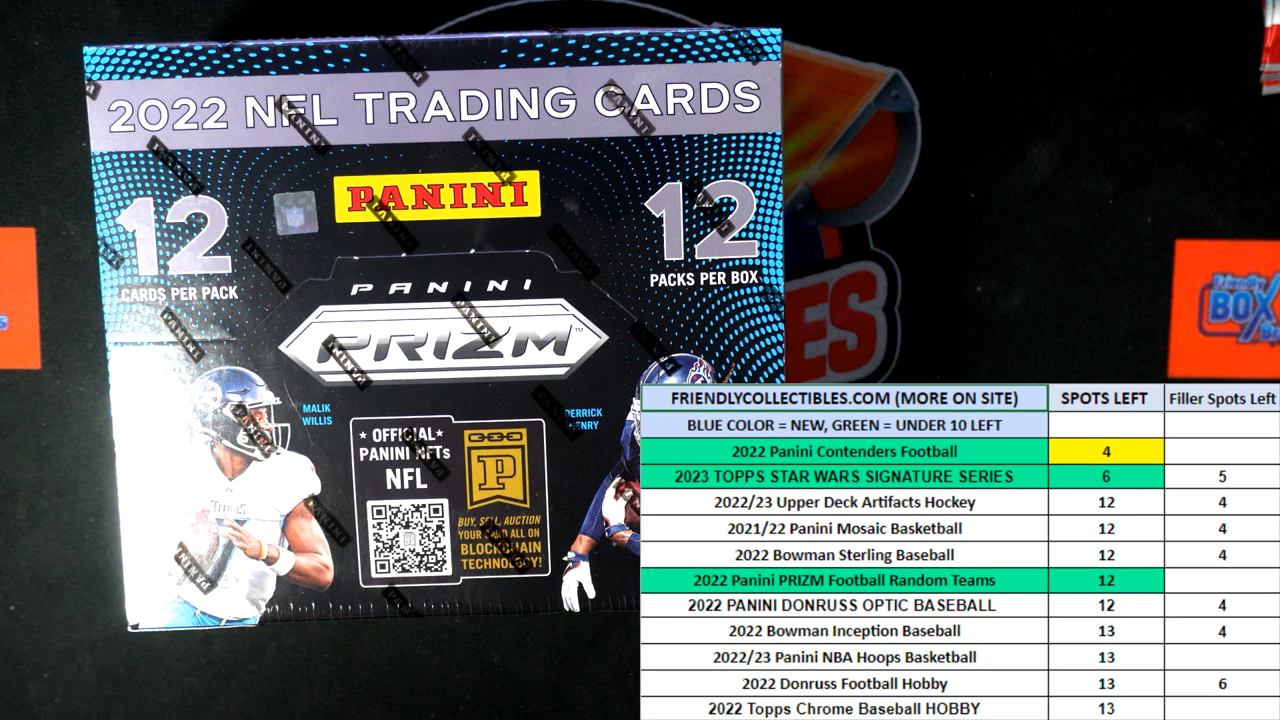 2022 NFL TRADING CARDS
PANINI
12
CARDS PER PACK
12
PACKS PER BOX
PANINI
PRIZM™
MALIK
WILLIS
DERRICK
HENRY
★ OFFICIAL ★
PANINI NFTs
NFL
P
BUY, SELL, AUCTION
YOUR CARD ALL ON
BLOCKCHAIN
TECHNOLOGY!
TITANS
ES
s
Friendly
BOX
FRIENDLYCOLLECTIBLES.COM (MORE ON SITE) SPOTS LEFT Filler Spots Left
BLUE COLOR = NEW, GREEN = UNDER 10 LEFT
2022 Panini Contenders Football 4
2023 TOPPS STAR WARS SIGNATURE SERIES 6 5
2022/23 Upper Deck Artifacts Hockey 12 4
2021/22 Panini Mosaic Basketball 12 4
2022 Bowman Sterling Baseball 12 4
2022 Panini PRIZM Football Random Teams 12
2022 PANINI DONRUSS OPTIC BASEBALL 12 4
2022 Bowman Inception Baseball 13 4
2022/23 Panini NBA Hoops Basketball 13
2022 Donruss Football Hobby 13 6
2022 Topps Chrome Baseball HOBBY 13